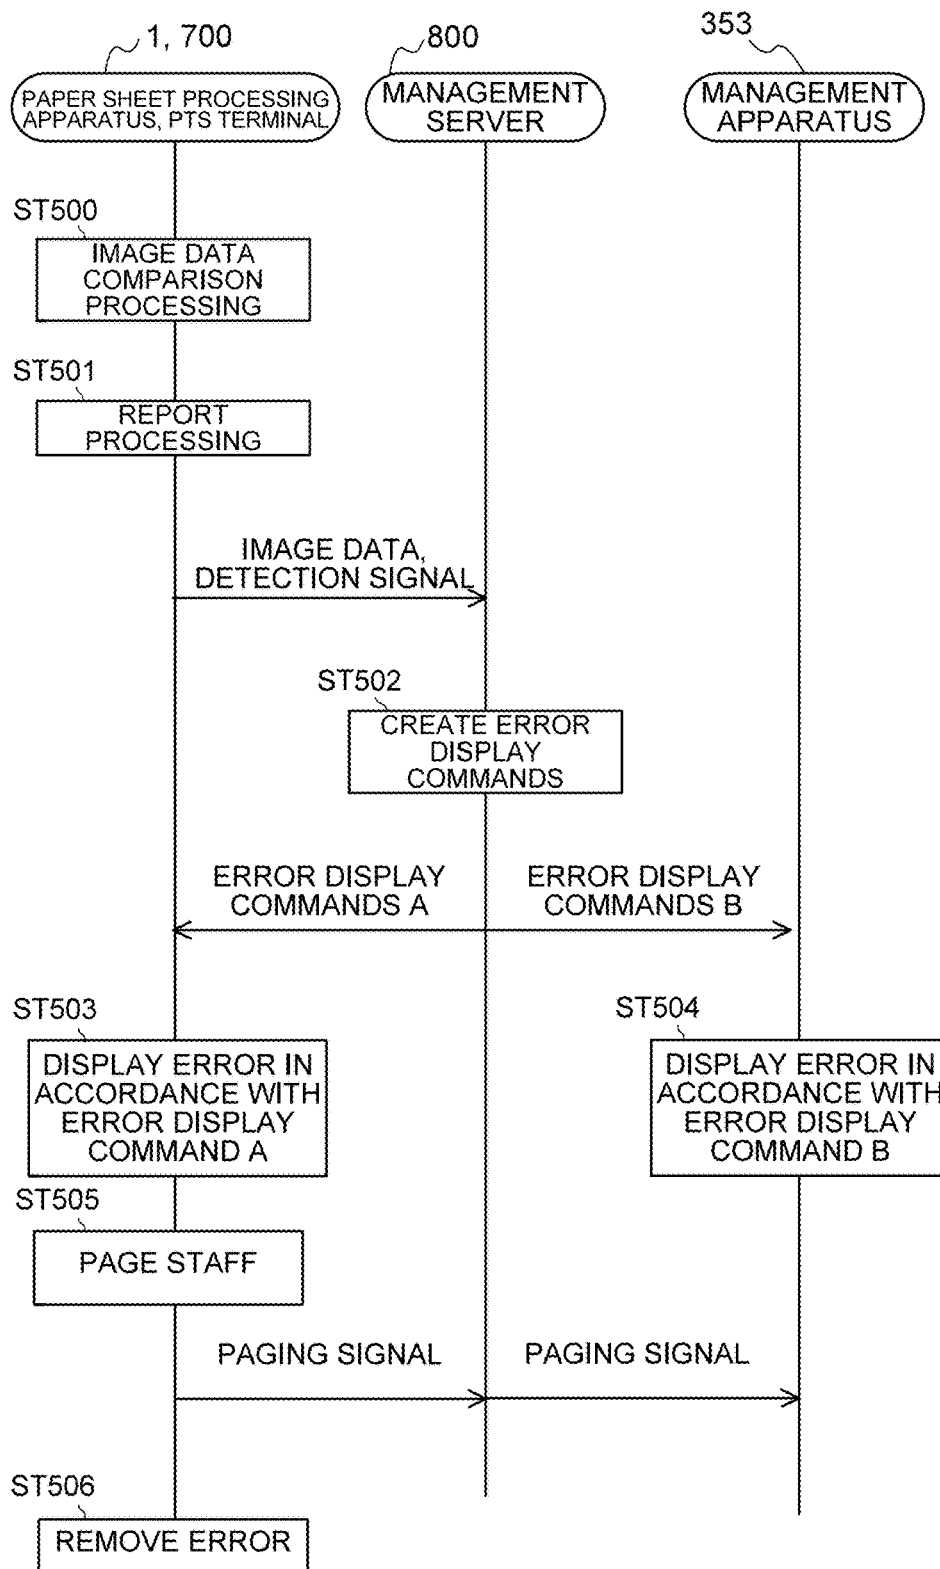 1, 700
800
353
PAPER SHEET PROCESSING
APPARATUS, PTS TERMINAL
MANAGEMENT
SERVER
MANAGEMENT
APPARATUS
ST500
IMAGE DATA
COMPARISON
PROCESSING
ST501
REPORT
PROCESSING
IMAGE DATA,
DETECTION SIGNAL
ST502
CREATE ERROR
DISPLAY
COMMANDS
ERROR DISPLAY
COMMANDS A
ERROR DISPLAY
COMMANDS B
ST503
DISPLAY ERROR IN
ACCORDANCE WITH
ERROR DISPLAY
COMMAND A
ST504
DISPLAY ERROR IN
ACCORDANCE WITH
ERROR DISPLAY
COMMAND B
ST505
PAGE STAFF
PAGING SIGNAL
PAGING SIGNAL
ST506
REMOVE ERROR